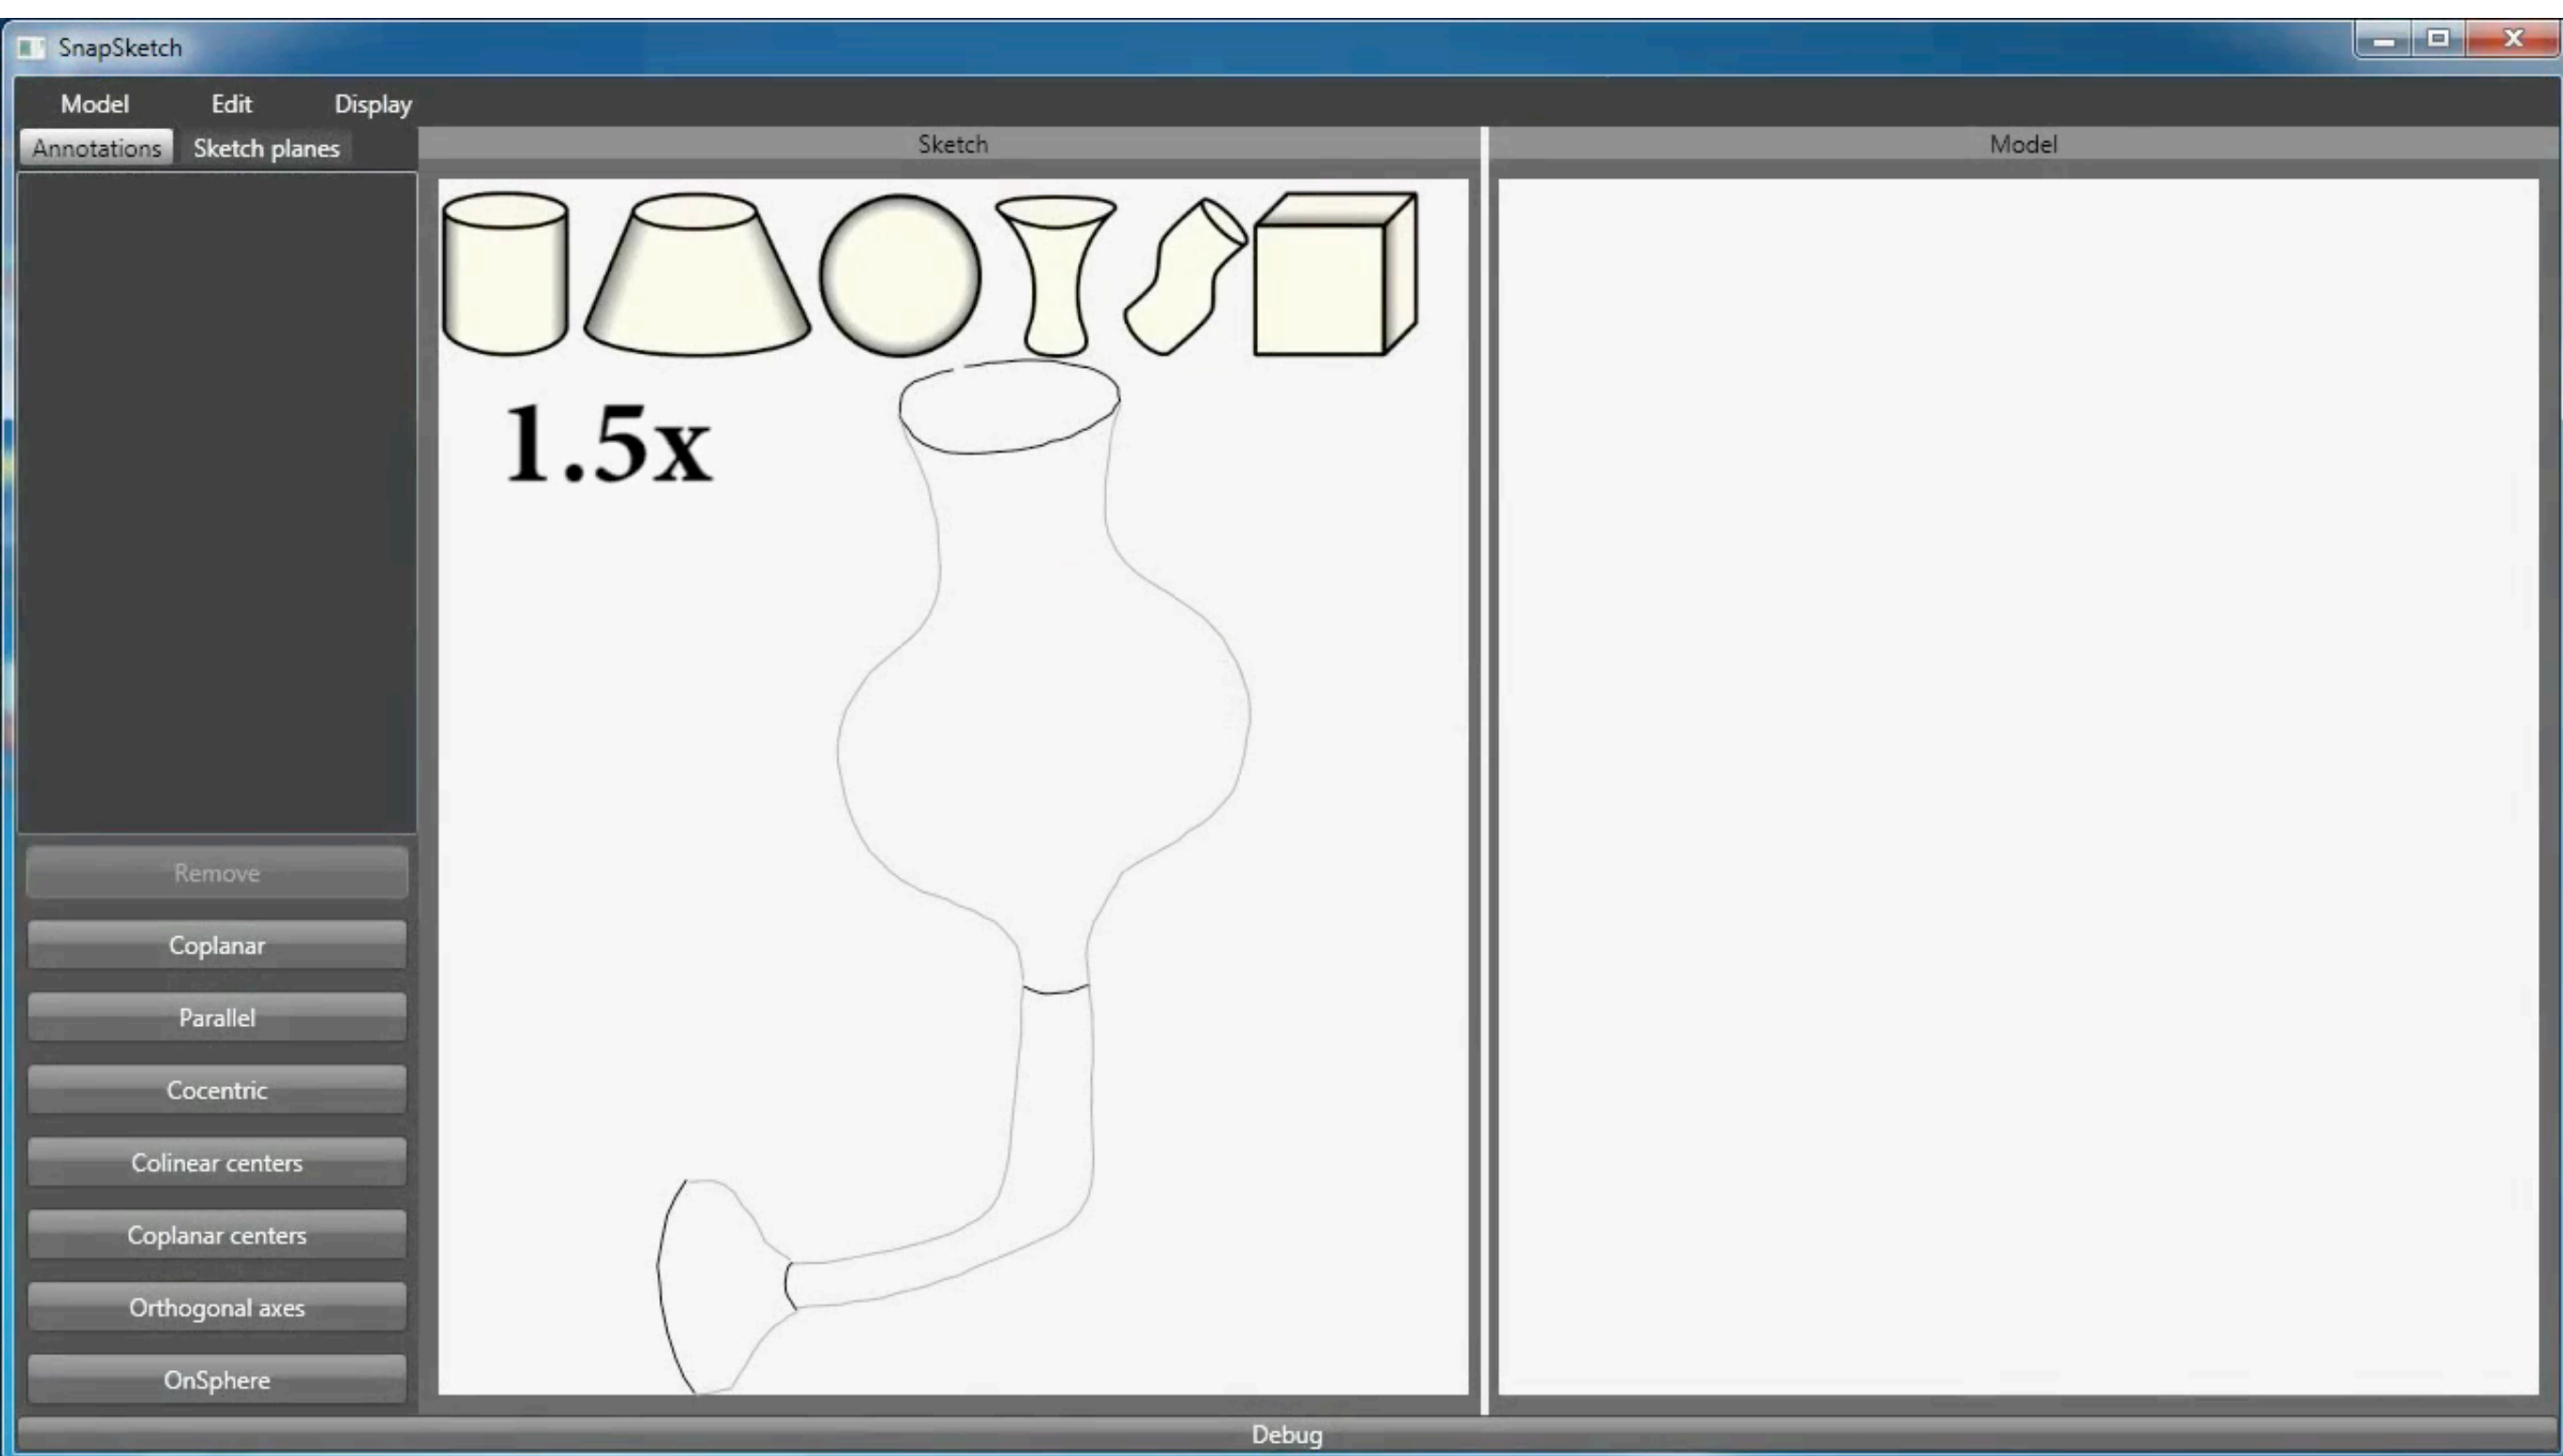 SnapSketch
Model Edit Display
Annotations Sketch planes
Sketch
Model
1.5x
Remove
Coplanar
Parallel
Cocentric
Colinear centers
Coplanar centers
Orthogonal axes
OnSphere
Debug